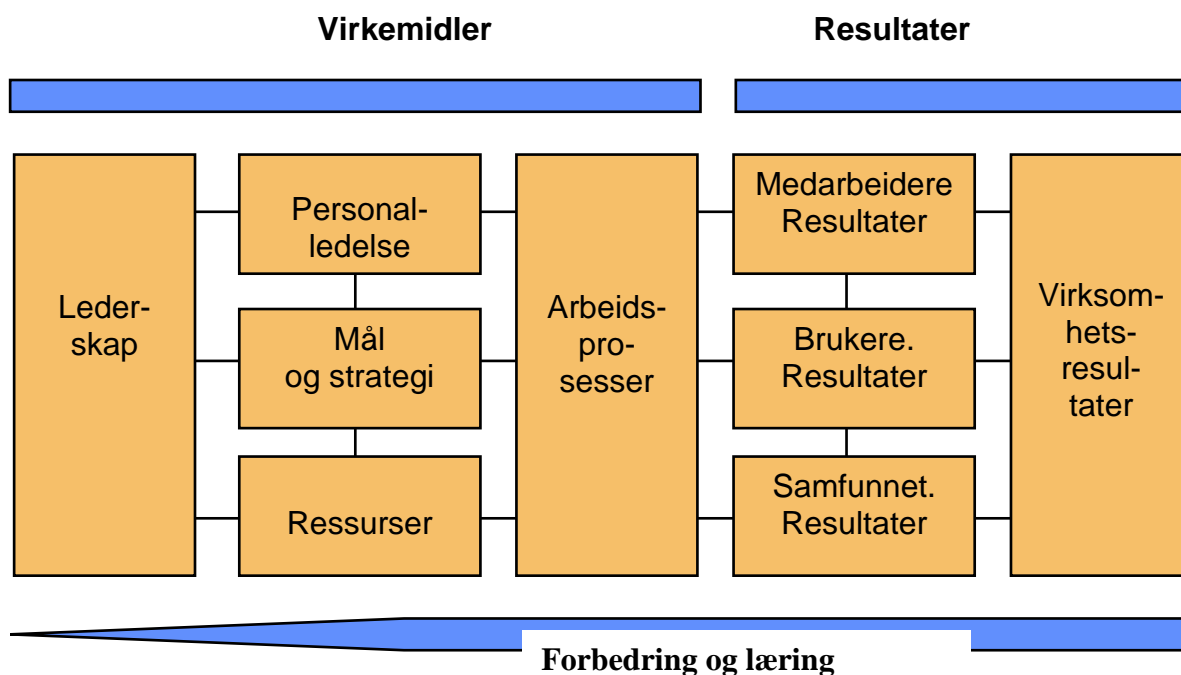 Virkemidler
Resultater
Leder-
skap
Personal-
ledelse
Mål
og strategi
Ressurser
Arbeids-
pro-
sesser
Medarbeidere
Resultater
Brukere.
Resultater
Samfunnet.
Resultater
Virksom-
hets-
resul-
tater
Forbedring og læring